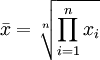 x̄ = ⁿ√(∏ᵢ₌₁ⁿ xᵢ)